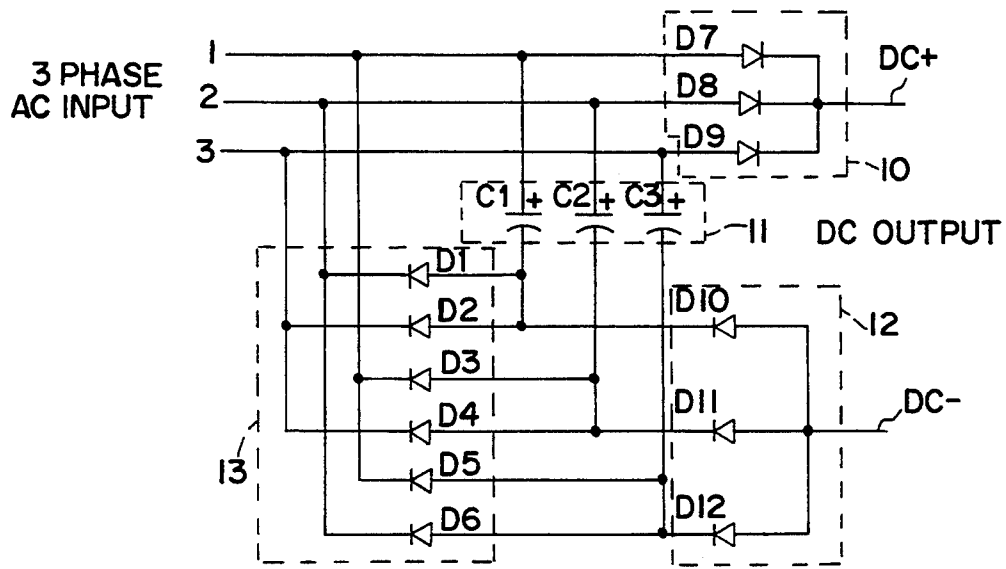 1
D7
3 PHASE
AC INPUT
2
D8
DC+
3
D9
10
C1 + C2 + C3 +
11
DC OUTPUT
D1
D10
D2
12
D3
D11
DC-
D4
13
D5
D12
D6